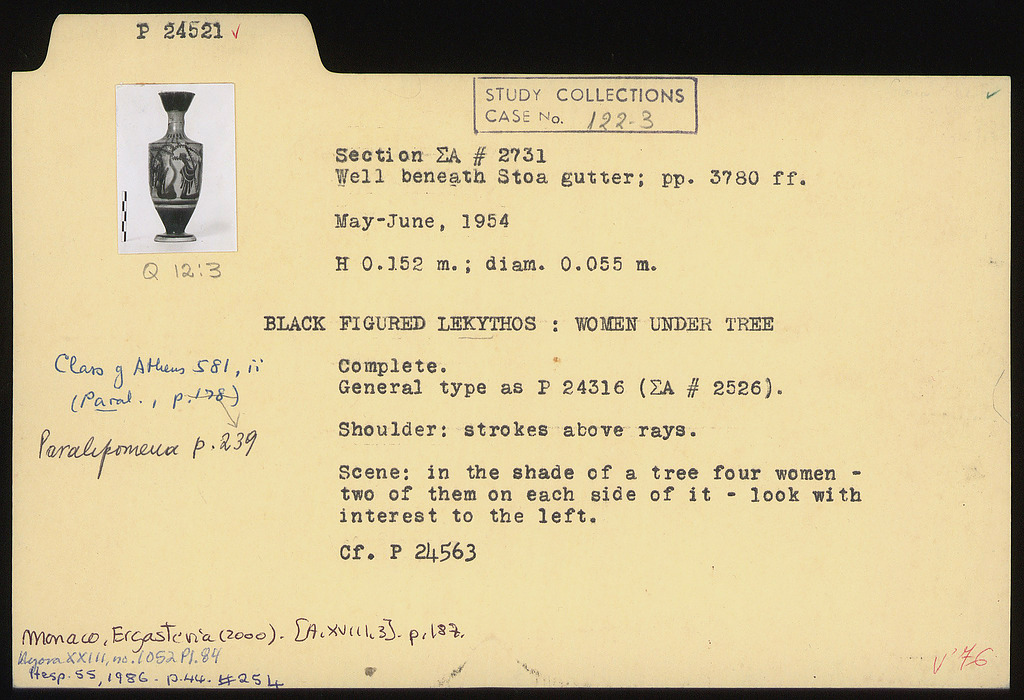 P 24521 ✓
STUDY COLLECTIONS
CASE No. 122-3
Section ΣA # 2731
Well beneath Stoa gutter; pp. 3780 ff.
May-June, 1954
H 0.152 m.; diam. 0.055 m.
Q 12:3
BLACK FIGURED LEKYTHOS : WOMEN UNDER TREE
Class of Athens 581, ii
(Paral., p. 178)
Paralipomena p. 239
Complete.
General type as P 24316 (ΣA # 2526).
Shoulder: strokes above rays.
Scene: in the shade of a tree four women -
two of them on each side of it - look with
interest to the left.
Cf. P 24563
Monaco, Ergasteria (2000). [A.XVIII,3]. p. 187.
Agora XXIII, no. 1052 Pl. 84
Hesp. 55, 1986. p. 44. #254
v '76